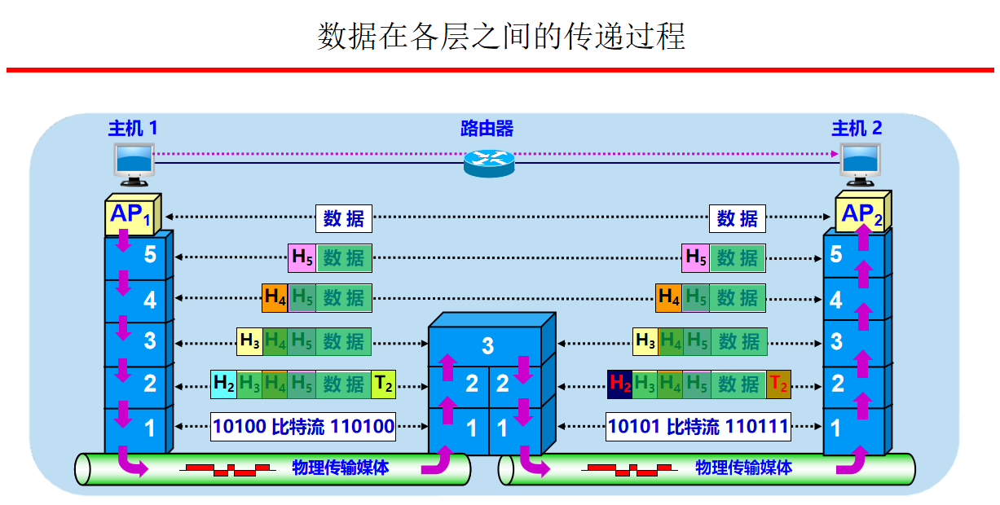 数据在各层之间的传递过程
主机 1 路由器 主机 2
AP1 数据 数据 AP2
5 H5 数据 H5 数据 5
4 H4 H5 数据 H4 H5 数据 4
3 H3 H4 H5 数据 3 H3 H4 H5 数据 3
2 H2 H3 H4 H5 数据 T2 2 2 H2 H3 H4 H5 数据 T2 2
1 10100 比特流 110100 1 1 10101 比特流 110111 1
物理传输媒体 物理传输媒体